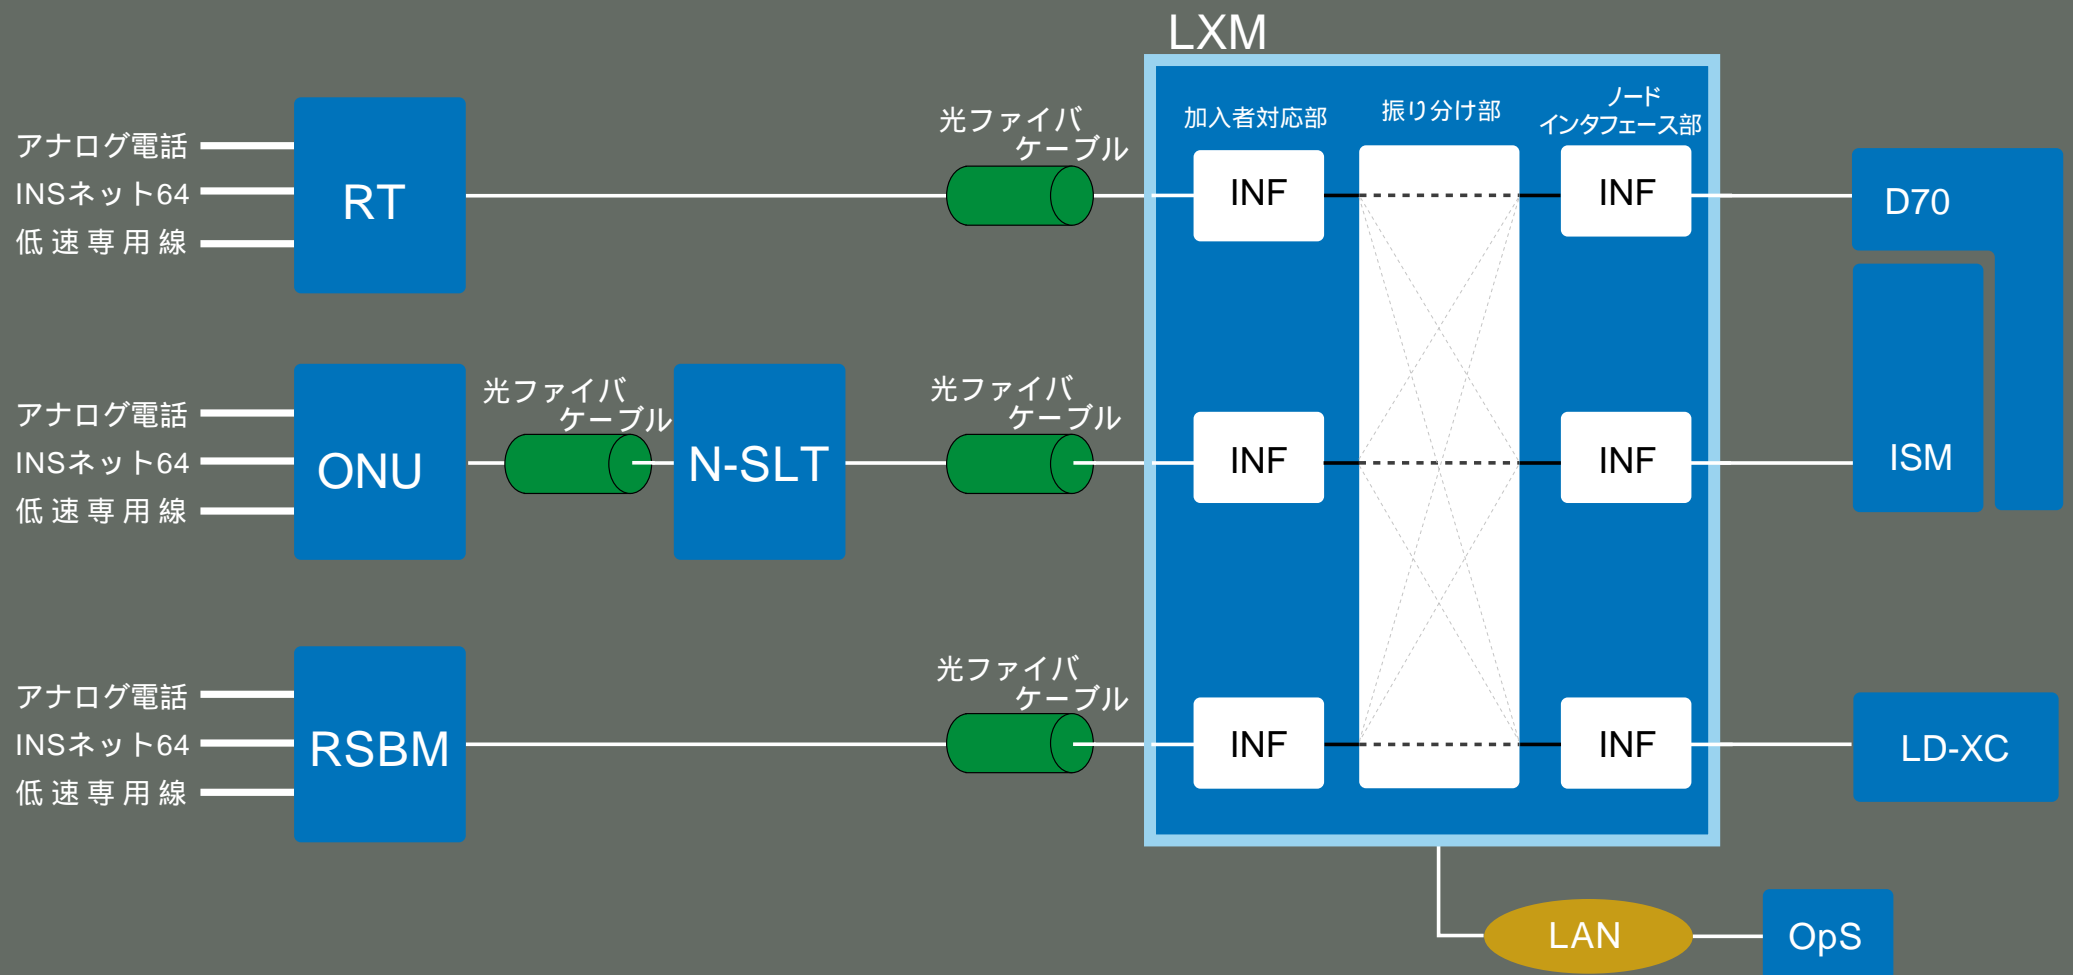 LXM
加入者対応部
振り分け部
ノード
インタフェース部
アナログ電話
INSネット64
低速専用線
RT
光ファイバ
ケーブル
INF
INF
D70
アナログ電話
INSネット64
低速専用線
ONU
光ファイバ
ケーブル
N-SLT
光ファイバ
ケーブル
INF
INF
ISM
アナログ電話
INSネット64
低速専用線
RSBM
光ファイバ
ケーブル
INF
INF
LD-XC
LAN
OpS